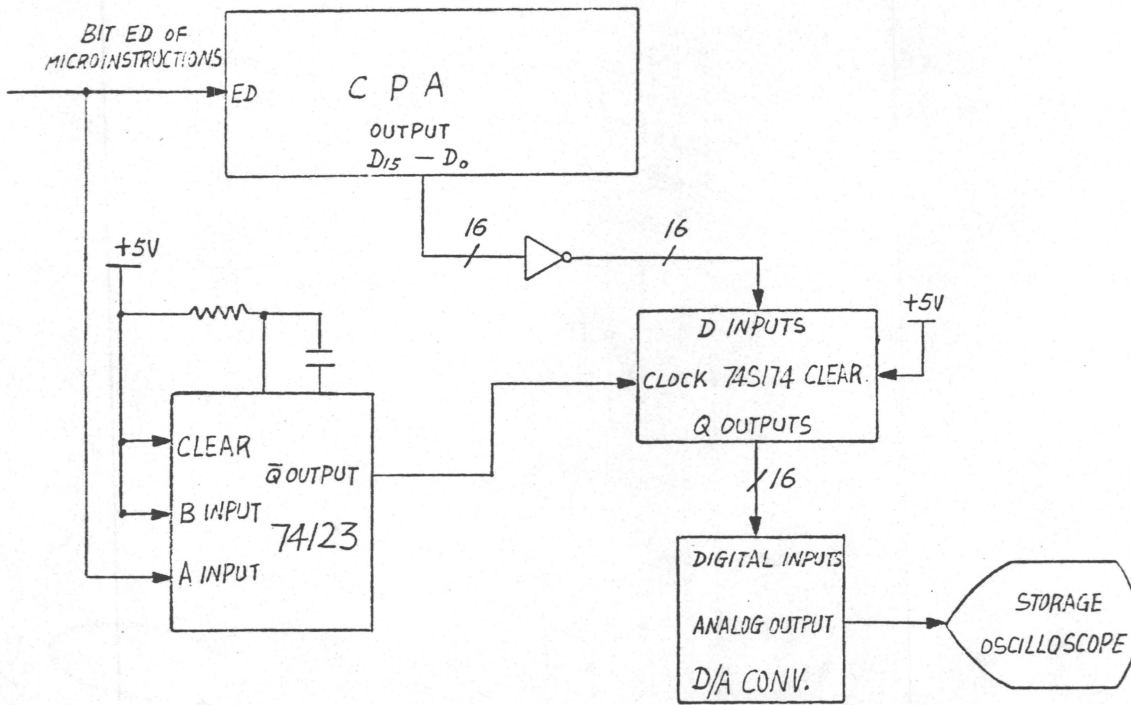 BIT ED OF
MICROINSTRUCTIONS
ED
C P A
OUTPUT
D15 — D0
16
16
+5V
+5V
D INPUTS
CLOCK 74S174 CLEAR.
Q OUTPUTS
CLEAR
Q̅ OUTPUT
B INPUT
74123
A INPUT
16
DIGITAL INPUTS
ANALOG OUTPUT
D/A CONV.
STORAGE
OSCILLOSCOPE